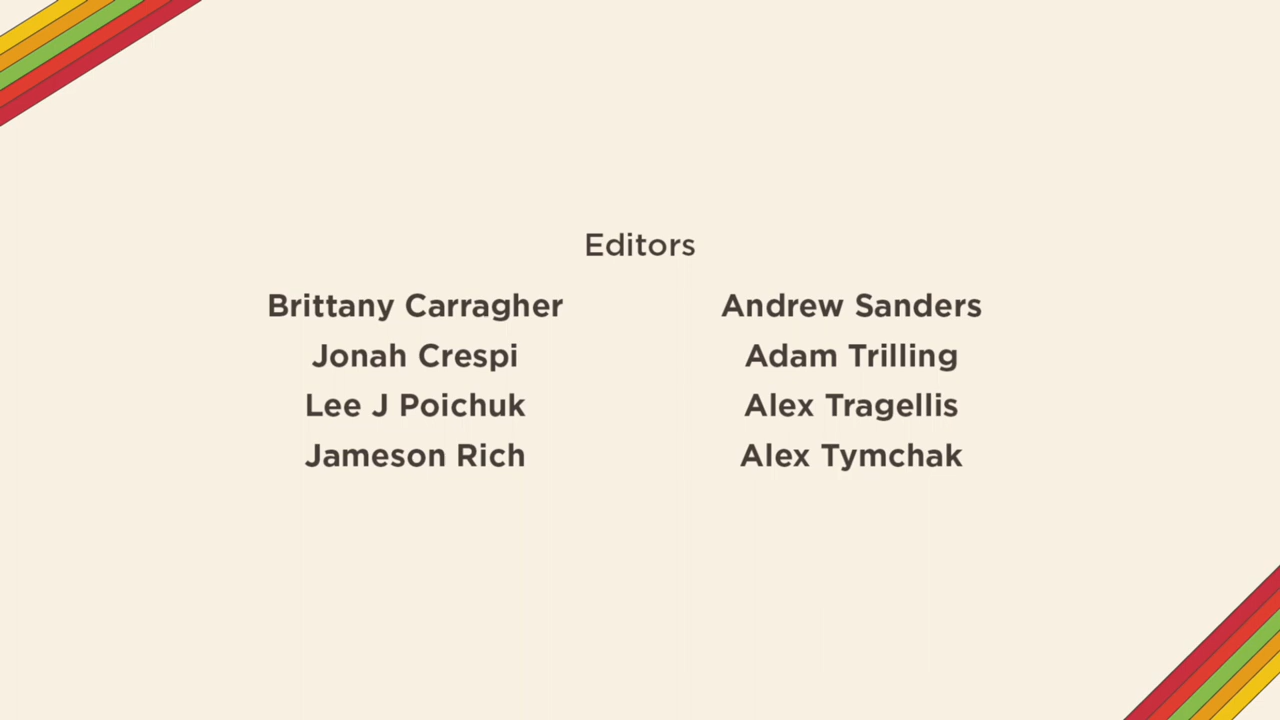 Editors
Brittany Carragher
Jonah Crespi
Lee J Poichuk
Jameson Rich
Andrew Sanders
Adam Trilling
Alex Tragellis
Alex Tymchak